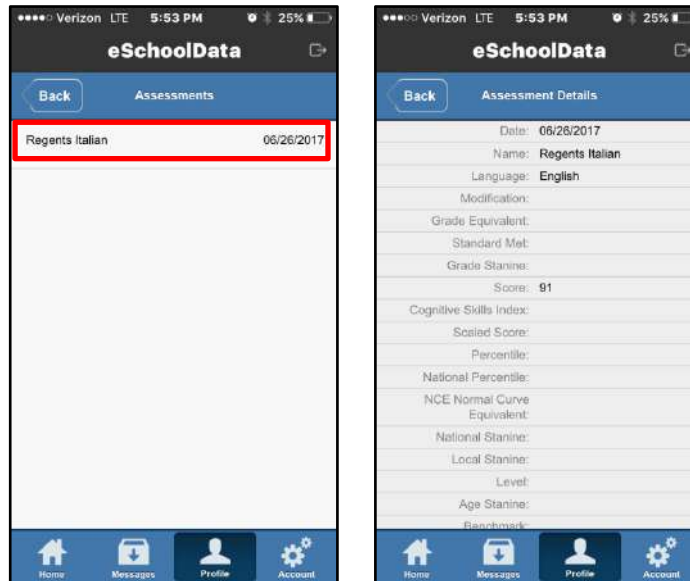 Verizon LTE 5:53 PM 25%
eSchoolData
Back Assessments
Regents Italian 06/26/2017
Home Messages Profile Account
Verizon LTE 5:53 PM 25%
eSchoolData
Back Assessment Details
Date: 06/26/2017
Name: Regents Italian
Language: English
Modification:
Grade Equivalent:
Standard Met:
Grade Stanine:
Score: 91
Cognitive Skills Index:
Scaled Score:
Percentile:
National Percentile:
NCE Normal Curve
Equivalent:
National Stanine:
Local Stanine:
Level:
Age Stanine:
Benchmark:
Home Messages Profile Account